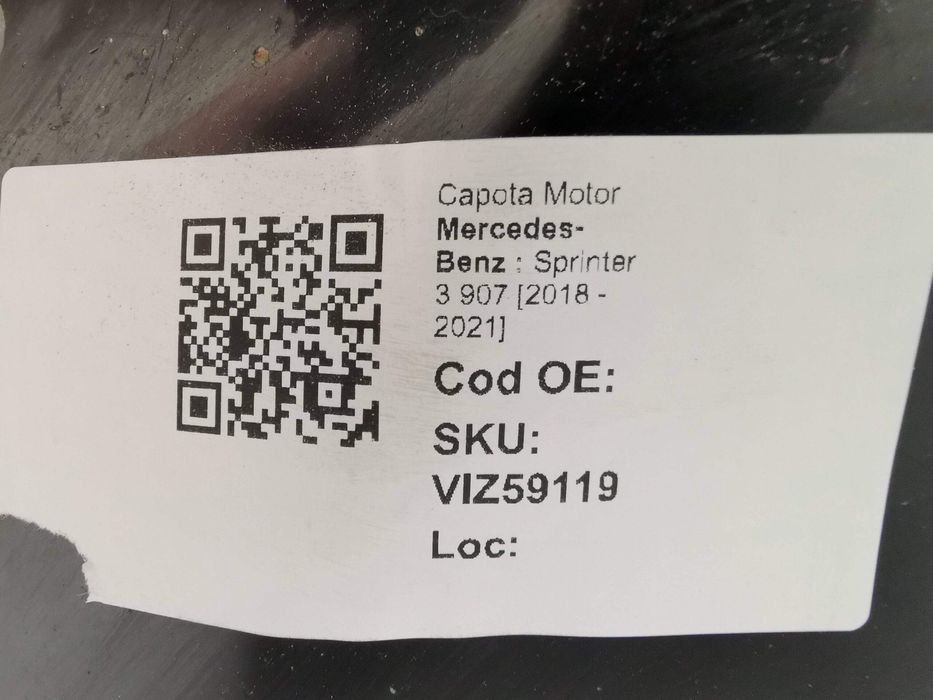 Capota Motor
Mercedes-
Benz : Sprinter
3 907 [2018 -
2021]
Cod OE:
SKU:
VIZ59119
Loc: